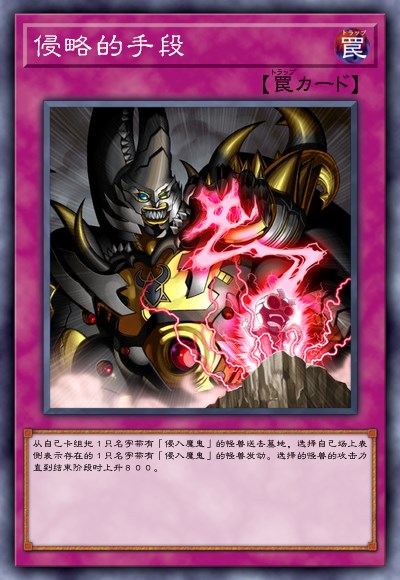 侵略的手段
罠
トラップ
【罠カード】
トラップ
从自己卡组把1只名字带有「侵入魔鬼」的怪兽送去墓地，选择自己场上表
侧表示存在的1只名字带有「侵入魔鬼」的怪兽发动。选择的怪兽的攻击力
直到结束阶段时上升800。